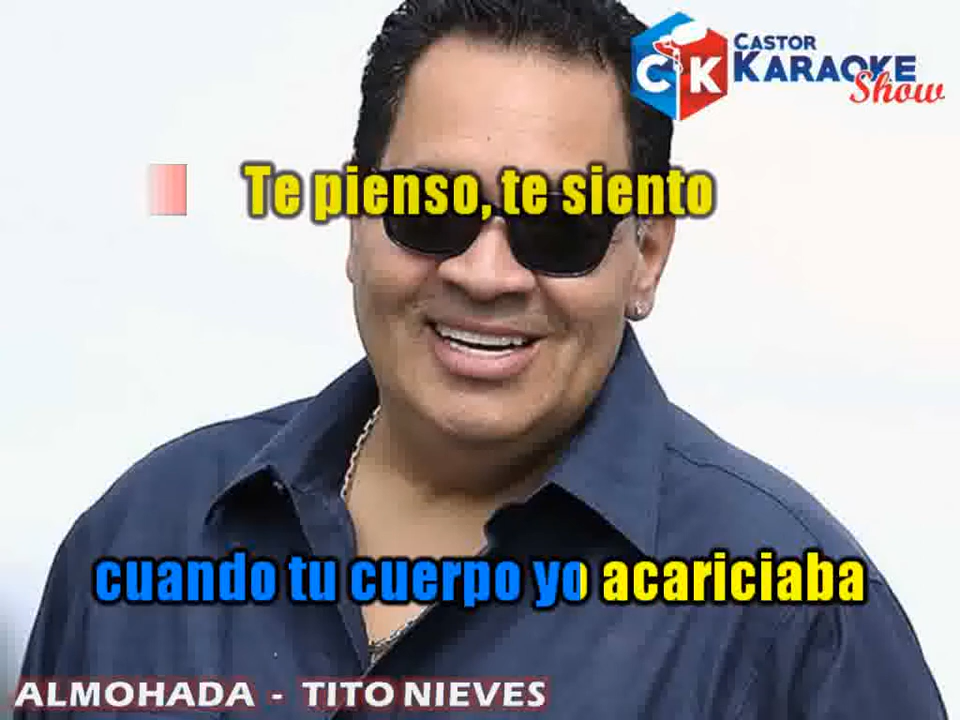 CASTOR
CK KARAOKE
Show
Te pienso, te siento
cuando tu cuerpo yo acariciaba
ALMOHADA - TITO NIEVES